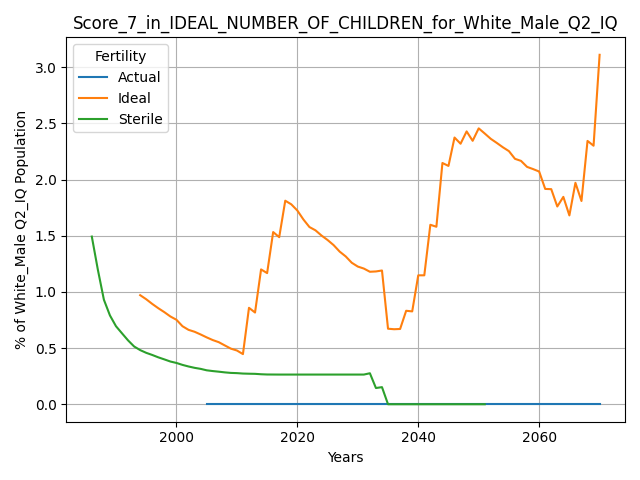 Score_7_in_IDEAL_NUMBER_OF_CHILDREN_for_White_Male_Q2_IQ
Fertility
Actual
Ideal
Sterile
% of White_Male Q2_IQ Population
3.0
2.5
2.0
1.5
1.0
0.5
0.0
2000
2020
2040
2060
Years